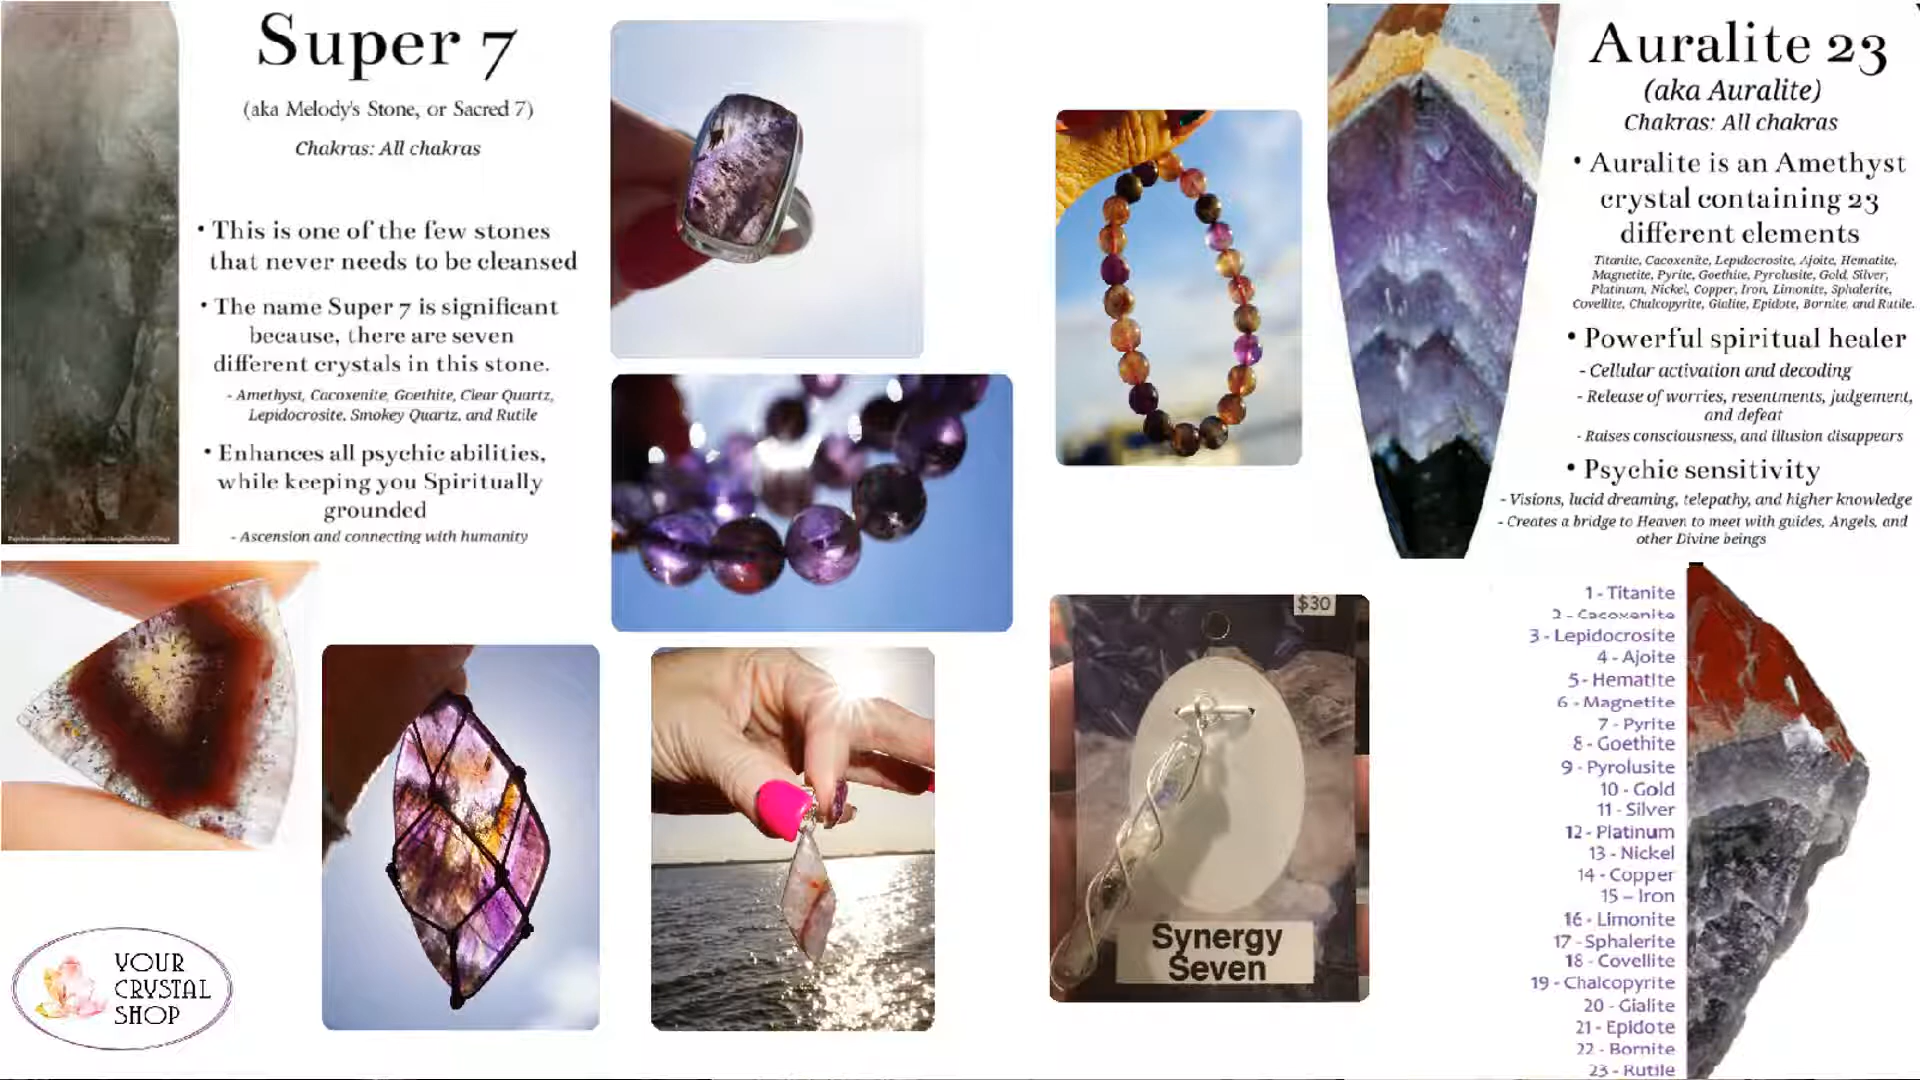 Super 7
(aka Melody's Stone, or Sacred 7)
Chakras: All chakras
• This is one of the few stones
that never needs to be cleansed
• The name Super 7 is significant
because, there are seven
different crystals in this stone.
- Amethyst, Cacoxenite, Goethite, Clear Quartz,
Lepidocrosite, Smokey Quartz, and Rutile
• Enhances all psychic abilities,
while keeping you Spiritually
grounded
- Ascension and connecting with humanity
YOUR
CRYSTAL
SHOP
$30
Synergy
Seven
Auralite 23
(aka Auralite)
Chakras: All chakras
• Auralite is an Amethyst
crystal containing 23
different elements
Titanite, Cacoxenite, Lepidocrosite, Ajoite, Hematite,
Magnetite, Pyrite, Goethite, Pyrolusite, Gold, Silver,
Platinum, Nickel, Copper, Iron, Limonite, Sphalerite,
Covellite, Chalcopyrite, Gialite, Epidote, Bornite, and Rutile.
• Powerful spiritual healer
- Cellular activation and decoding
- Release of worries, resentments, judgement,
and defeat
- Raises consciousness, and illusion disappears
• Psychic sensitivity
- Visions, lucid dreaming, telepathy, and higher knowledge
- Creates a bridge to Heaven to meet with guides, Angels, and
other Divine beings
1 - Titanite
2 - Cacoxenite
3 - Lepidocrosite
4 - Ajoite
5 - Hematite
6 - Magnetite
7 - Pyrite
8 - Goethite
9 - Pyrolusite
10 - Gold
11 - Silver
12 - Platinum
13 - Nickel
14 - Copper
15 – Iron
16 - Limonite
17 - Sphalerite
18 - Covellite
19 - Chalcopyrite
20 - Gialite
21 - Epidote
22 - Bornite
23 - Rutile